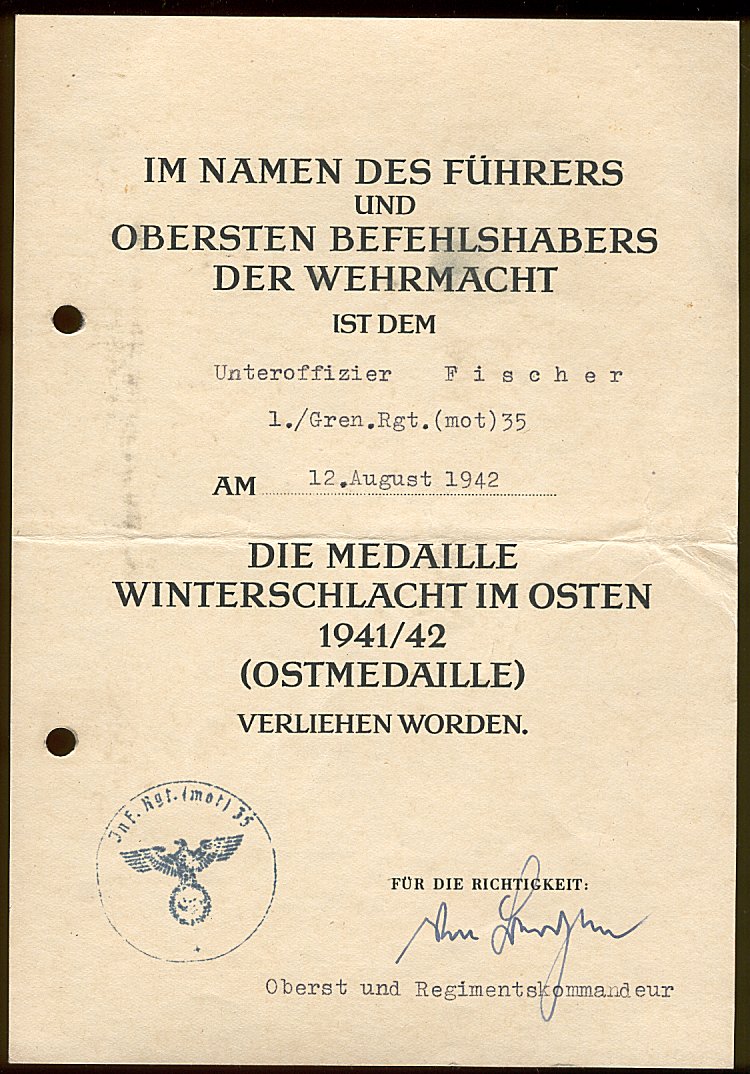 IM NAMEN DES FÜHRERS
UND
OBERSTEN BEFEHLSHABERS
DER WEHRMACHT
IST DEM
Unteroffizier F i s c h e r
1./Gren.Rgt.(mot)35
AM 12.August 1942
DIE MEDAILLE
WINTERSCHLACHT IM OSTEN
1941/42
(OSTMEDAILLE)
VERLIEHEN WORDEN.
Inf. Rgt. (mot) 35
FÜR DIE RICHTIGKEIT:
Oberst und Regimentskommandeur